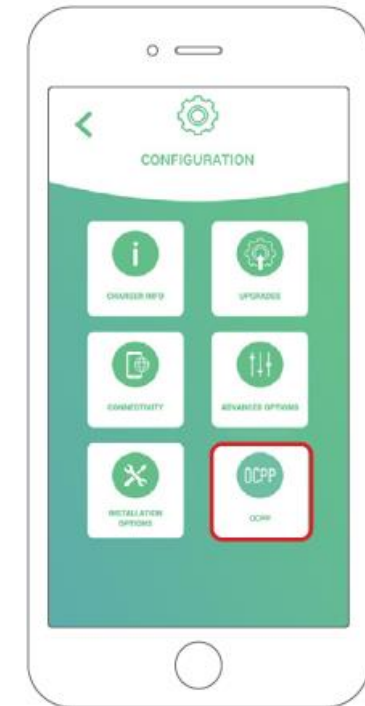 CONFIGURATION
i
CHARGER INFO
UPGRADES
CONNECTIVITY
ADVANCED OPTIONS
INSTALLATION
OPTIONS
OCPP
OCPP